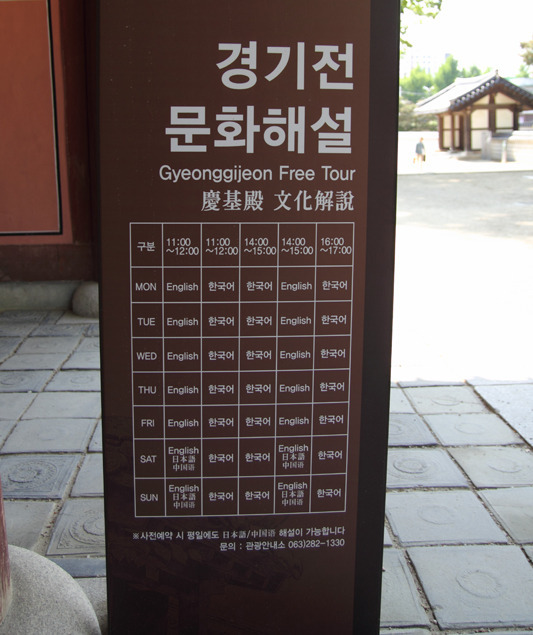 경기전
문화해설
Gyeonggijeon Free Tour
慶基殿 文化解說
구분 11:00~12:00 11:00~12:00 14:00~15:00 14:00~15:00 16:00~17:00
MON English 한국어 한국어 English 한국어
TUE English 한국어 한국어 English 한국어
WED English 한국어 한국어 English 한국어
THU English 한국어 한국어 English 한국어
FRI English 한국어 한국어 English 한국어
SAT English 日本語 中国语 한국어 한국어 English 日本語 中国语 한국어
SUN English 日本語 中国语 한국어 한국어 English 日本語 中国语 한국어
※사전예약 시 평일에도 日本語/中国语 해설이 가능합니다
문의 : 관광안내소 063)282-1330